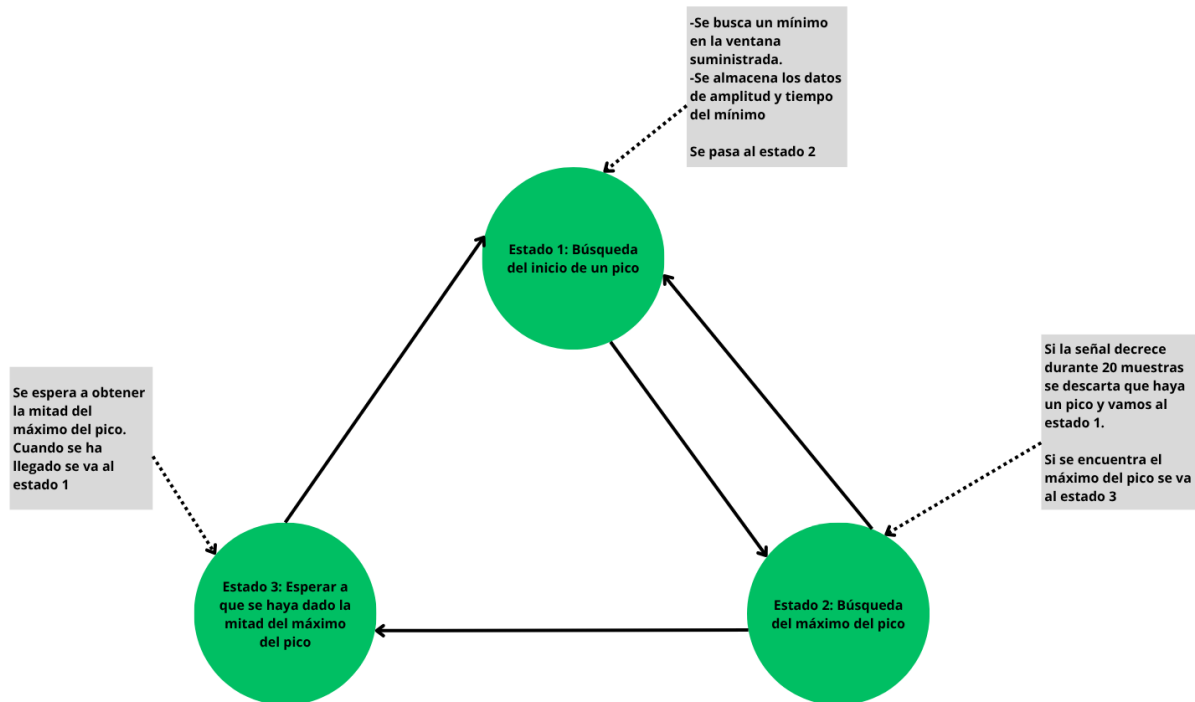 -Se busca un mínimo
en la ventana
suministrada.
-Se almacena los datos
de amplitud y tiempo
del mínimo
Se pasa al estado 2
Estado 1: Búsqueda
del inicio de un pico
Si la señal decrece
durante 20 muestras
se descarta que haya
un pico y vamos al
estado 1.
Si se encuentra el
máximo del pico se va
al estado 3
Se espera a obtener
la mitad del
máximo del pico.
Cuando se ha
llegado se va al
estado 1
Estado 3: Esperar a
que se haya dado la
mitad del máximo
del pico
Estado 2: Búsqueda
del máximo del pico